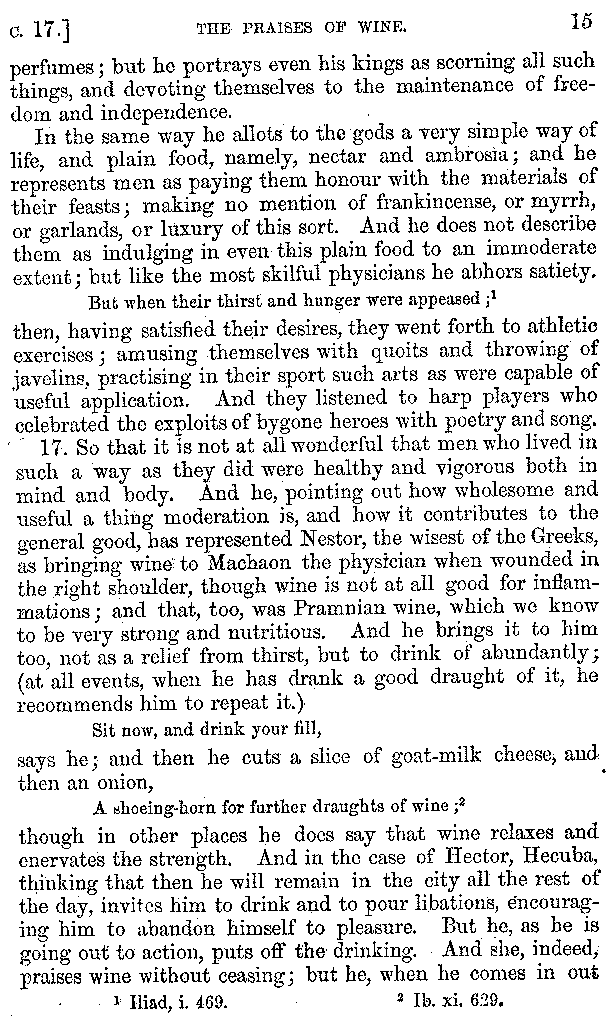 C. 17.] THE PRAISES OF WINE. 15
perfumes; but he portrays even his kings as scorning all such
things, and devoting themselves to the maintenance of free-
dom and independence.
In the same way he allots to the gods a very simple way of
life, and plain food, namely, nectar and ambrosia; and he
represents men as paying them honour with the materials of
their feasts; making no mention of frankincense, or myrrh,
or garlands, or luxury of this sort. And he does not describe
them as indulging in even this plain food to an immoderate
extent; but like the most skilful physicians he abhors satiety.
But when their thirst and hunger were appeased;¹
then, having satisfied their desires, they went forth to athletic
exercises; amusing themselves with quoits and throwing of
javelins, practising in their sport such arts as were capable of
useful application. And they listened to harp players who
celebrated the exploits of bygone heroes with poetry and song.
17. So that it is not at all wonderful that men who lived in
such a way as they did were healthy and vigorous both in
mind and body. And he, pointing out how wholesome and
useful a thing moderation is, and how it contributes to the
general good, has represented Nestor, the wisest of the Greeks,
as bringing wine to Machaon the physician when wounded in
the right shoulder, though wine is not at all good for inflam-
mations; and that, too, was Pramnian wine, which we know
to be very strong and nutritious. And he brings it to him
too, not as a relief from thirst, but to drink of abundantly;
(at all events, when he has drank a good draught of it, he
recommends him to repeat it.)
Sit now, and drink your fill,
says he; and then he cuts a slice of goat-milk cheese, and
then an onion,
A shoeing-horn for further draughts of wine;²
though in other places he does say that wine relaxes and
enervates the strength. And in the case of Hector, Hecuba,
thinking that then he will remain in the city all the rest of
the day, invites him to drink and to pour libations, encourag-
ing him to abandon himself to pleasure. But he, as he is
going out to action, puts off the drinking. And she, indeed,
praises wine without ceasing; but he, when he comes in out
¹ Iliad, i. 469. ² Ib. xi. 629.